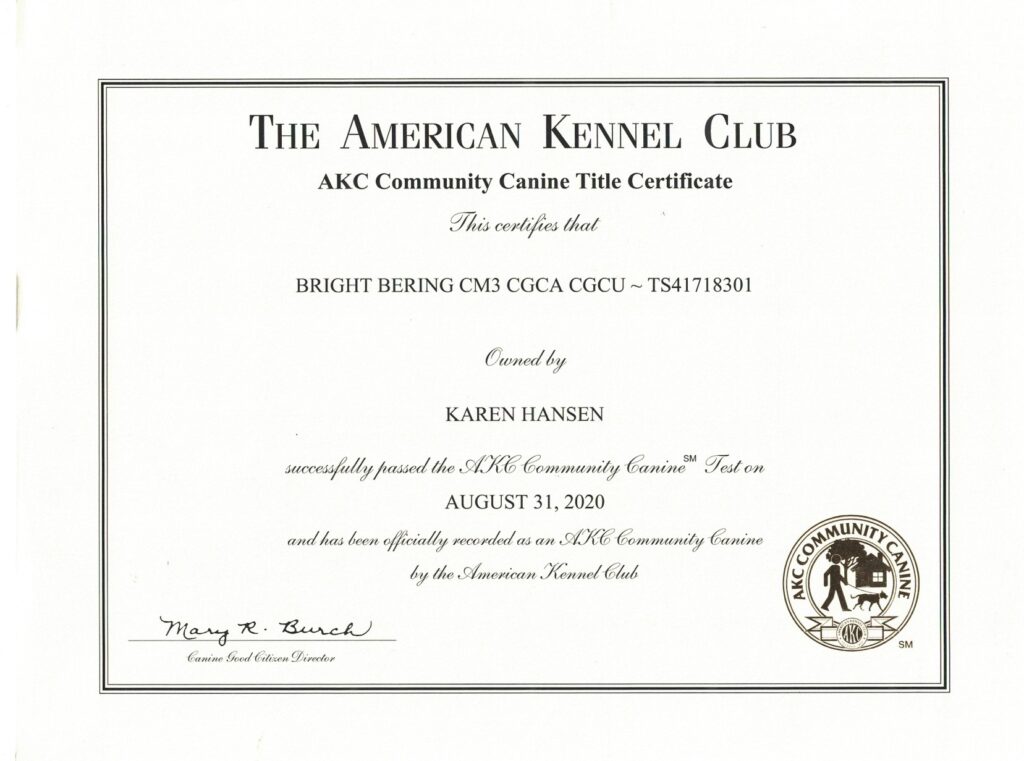 THE AMERICAN KENNEL CLUB
AKC Community Canine Title Certificate
This certifies that
BRIGHT BERING CM3 CGCA CGCU ~ TS41718301
Owned by
KAREN HANSEN
successfully passed the AKC Community Canine℠ Test on
AUGUST 31, 2020
and has been officially recorded as an AKC Community Canine
by the American Kennel Club
AKC COMMUNITY CANINE
AKC
SM
Mary R. Burch
Canine Good Citizen Director